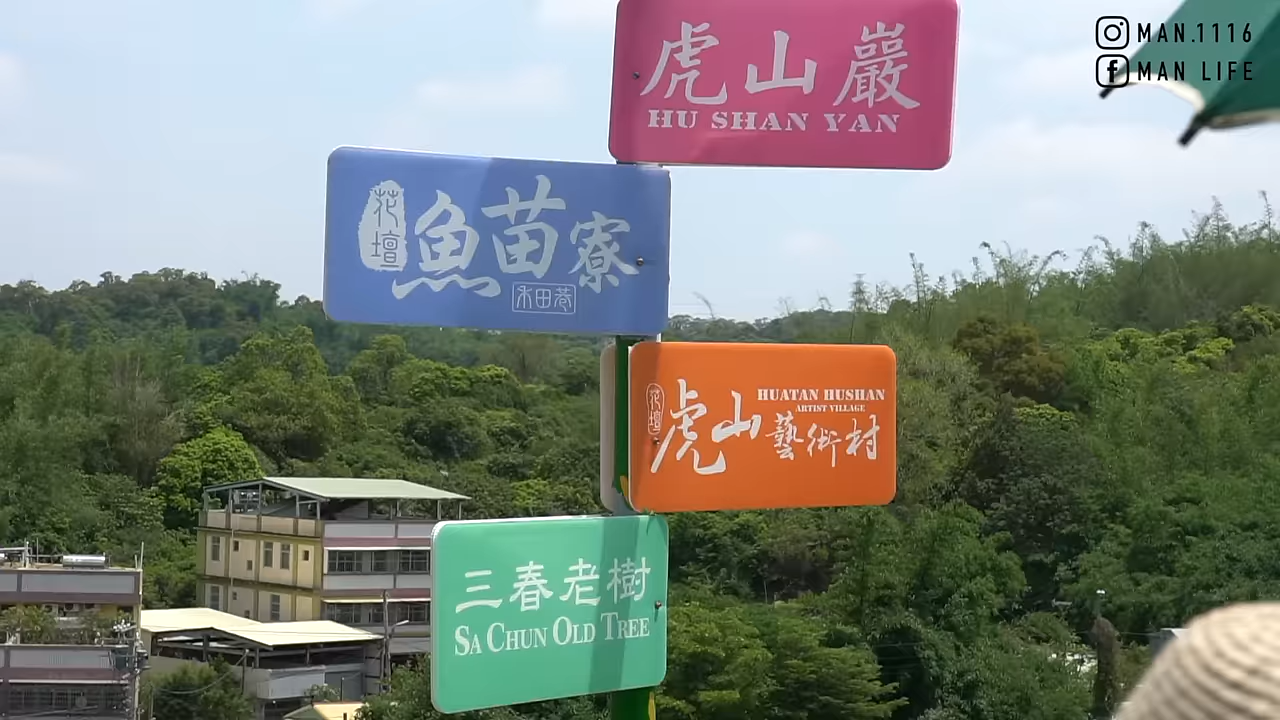 MAN.1116
MAN LIFE
虎山巖
HU SHAN YAN
花壇
魚苗寮
禾田巷
花壇
虎山
HUATAN HUSHAN
ARTIST VILLAGE
藝術村
三春老樹
SA CHUN OLD TREE